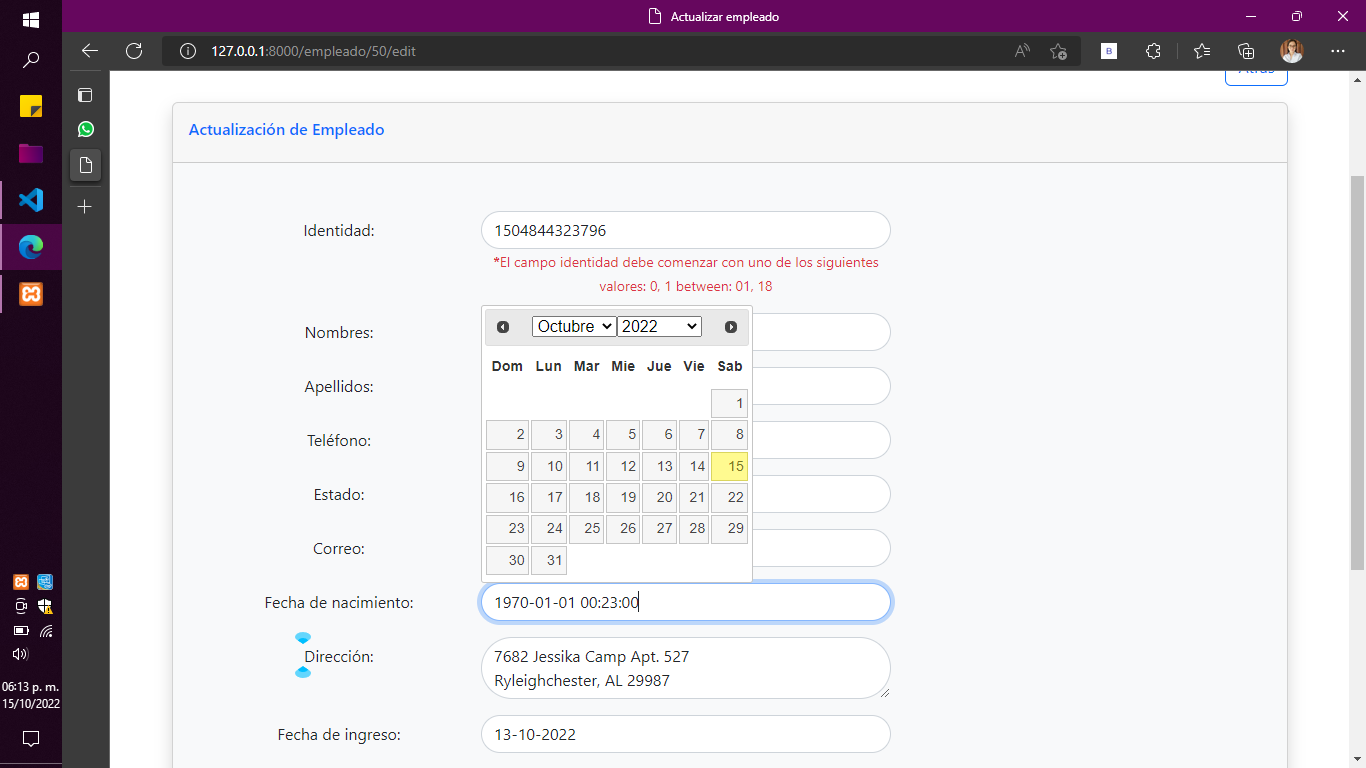 Actualizar empleado
127.0.0.1:8000/empleado/50/edit
Actualización de Empleado
Identidad:
1504844323796
*El campo identidad debe comenzar con uno de los siguientes
valores: 0, 1 between: 01, 18
Octubre 2022
Dom Lun Mar Mie Jue Vie Sab
1
2 3 4 5 6 7 8
9 10 11 12 13 14 15
16 17 18 19 20 21 22
23 24 25 26 27 28 29
30 31
Nombres:
Apellidos:
Teléfono:
Estado:
Correo:
Fecha de nacimiento:
1970-01-01 00:23:00
Dirección:
7682 Jessika Camp Apt. 527
Ryleighchester, AL 29987
Fecha de ingreso:
13-10-2022
06:13 p. m.
15/10/2022